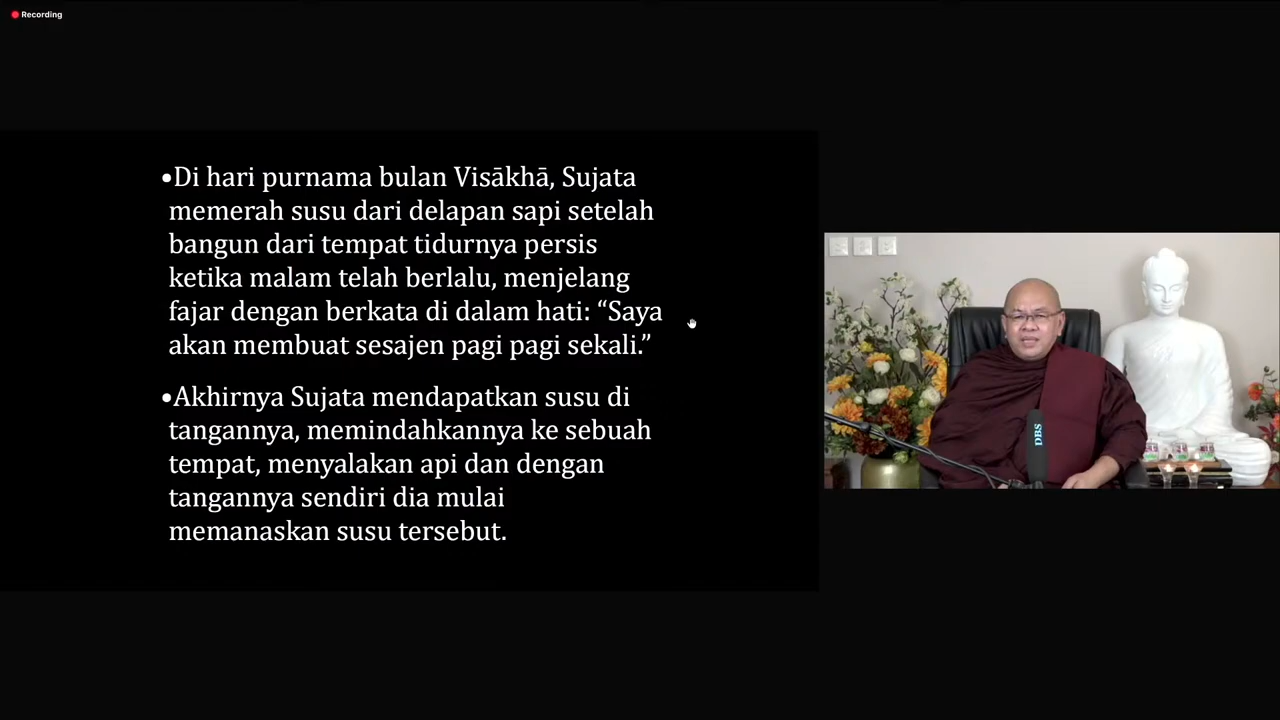 Recording
•Di hari purnama bulan Visākhā, Sujata
memerah susu dari delapan sapi setelah
bangun dari tempat tidurnya persis
ketika malam telah berlalu, menjelang
fajar dengan berkata di dalam hati: “Saya
akan membuat sesajen pagi pagi sekali.”
•Akhirnya Sujata mendapatkan susu di
tangannya, memindahkannya ke sebuah
tempat, menyalakan api dan dengan
tangannya sendiri dia mulai
memanaskan susu tersebut.
DBS